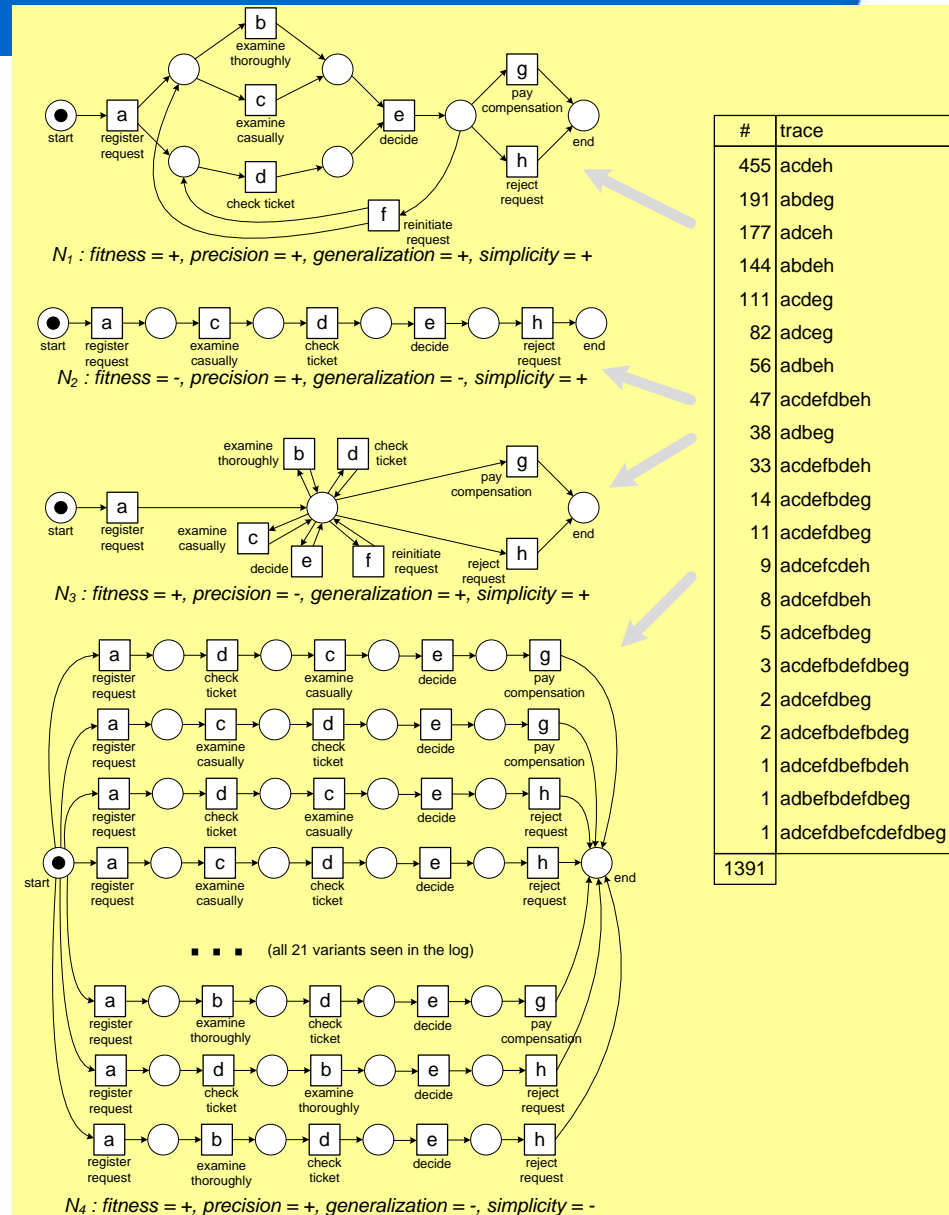 b
examine
thoroughly
g
pay
compensation
a
c
e
start
register
request
examine
casually
decide
end
d
h
check ticket
reject
request
f
reinitiate
request
N1 : fitness = +, precision = +, generalization = +, simplicity = +
a
c
d
e
h
start
register
request
examine
casually
check
ticket
decide
reject
request
end
N2 : fitness = -, precision = +, generalization = -, simplicity = +
examine
thoroughly
b
d
check
ticket
g
pay
compensation
a
start
register
request
end
examine
casually
c
decide
e
f
reinitiate
request
reject
request
h
N3 : fitness = +, precision = -, generalization = +, simplicity = +
a
d
c
e
g
register
request
check
ticket
examine
casually
decide
pay
compensation
a
c
d
e
g
register
request
examine
casually
check
ticket
decide
pay
compensation
a
d
c
e
h
register
request
check
ticket
examine
casually
decide
reject
request
a
c
d
e
h
start
register
request
examine
casually
check
ticket
decide
reject
request
end
... (all 21 variants seen in the log)
a
b
d
e
g
register
request
examine
thoroughly
check
ticket
decide
pay
compensation
a
d
b
e
h
register
request
check
ticket
examine
thoroughly
decide
reject
request
a
b
d
e
h
register
request
examine
thoroughly
check
ticket
decide
reject
request
N4 : fitness = +, precision = +, generalization = -, simplicity = -
# trace
455 acdeh
191 abdeg
177 adceh
144 abdeh
111 acdeg
82 adceg
56 adbeh
47 acdefdbeh
38 adbeg
33 acdefbdeh
14 acdefbdeg
11 acdefdbeg
9 adcefcdeh
8 adcefdbeh
5 adcefbdeg
3 acdefbdefdbeg
2 adcefdbeg
2 adcefbdefbdeg
1 adcefdbefbdeh
1 adbefbdefdbeg
1 adcefdbefcdefdbeg
1391